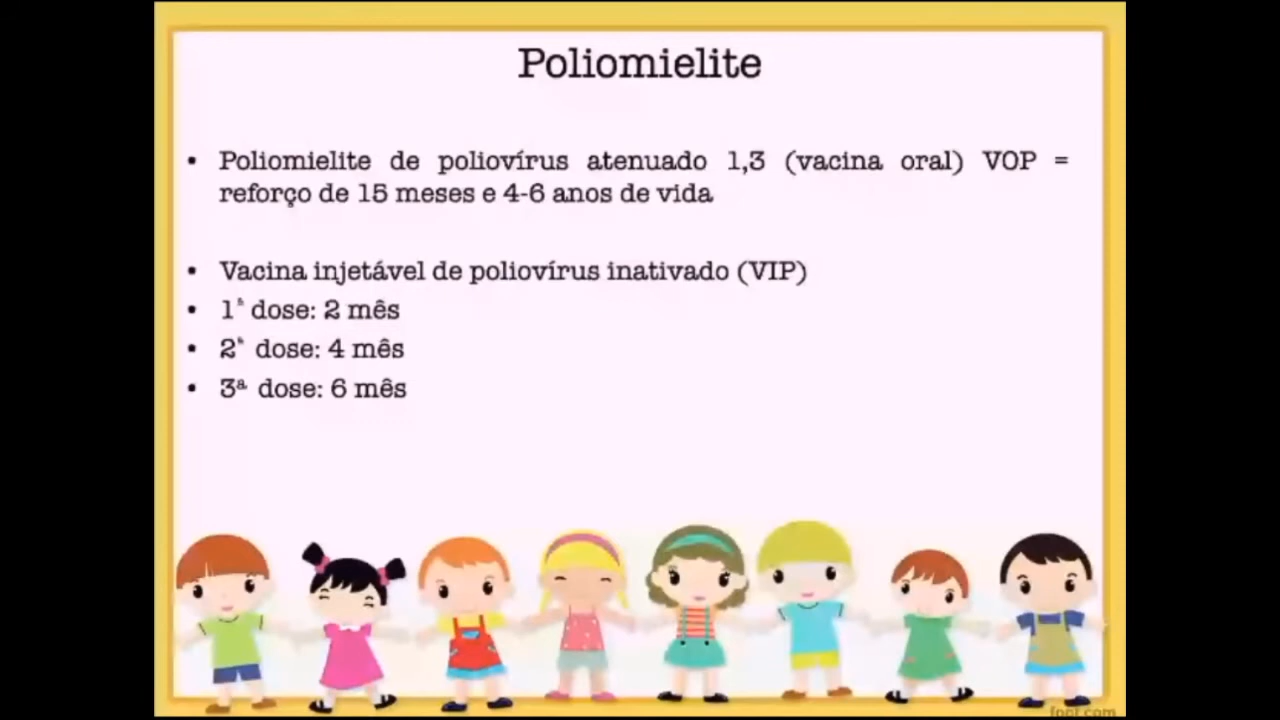 Poliomielite
• Poliomielite de poliovírus atenuado 1,3 (vacina oral) VOP =
reforço de 15 meses e 4-6 anos de vida
• Vacina injetável de poliovírus inativado (VIP)
• 1ª dose: 2 mês
• 2ª dose: 4 mês
• 3ª dose: 6 mês